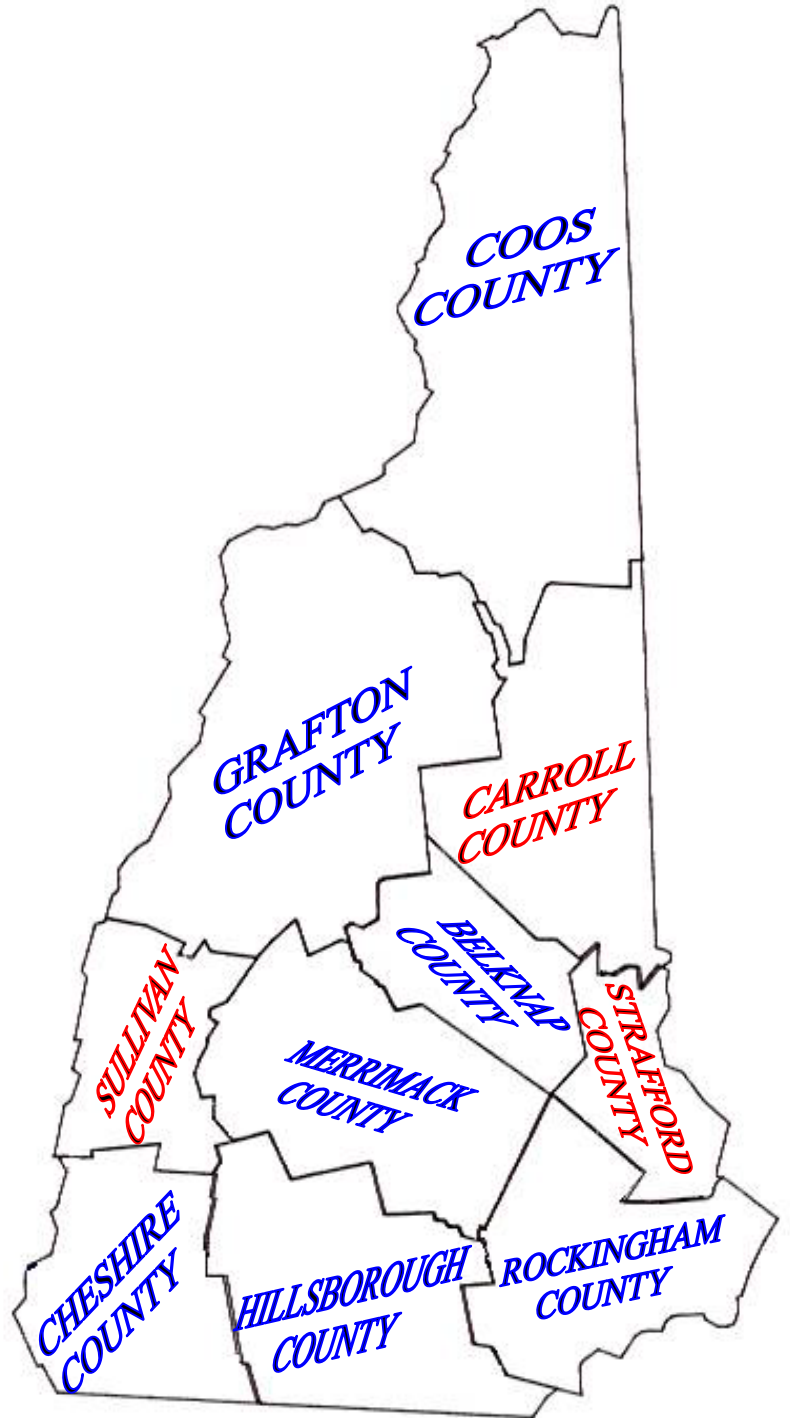 COOS
COUNTY
GRAFTON
COUNTY
CARROLL
COUNTY
BELKNAP
COUNTY
SULLIVAN
COUNTY
STRAFFORD
COUNTY
MERRIMACK
COUNTY
CHESHIRE
COUNTY
HILLSBOROUGH
COUNTY
ROCKINGHAM
COUNTY